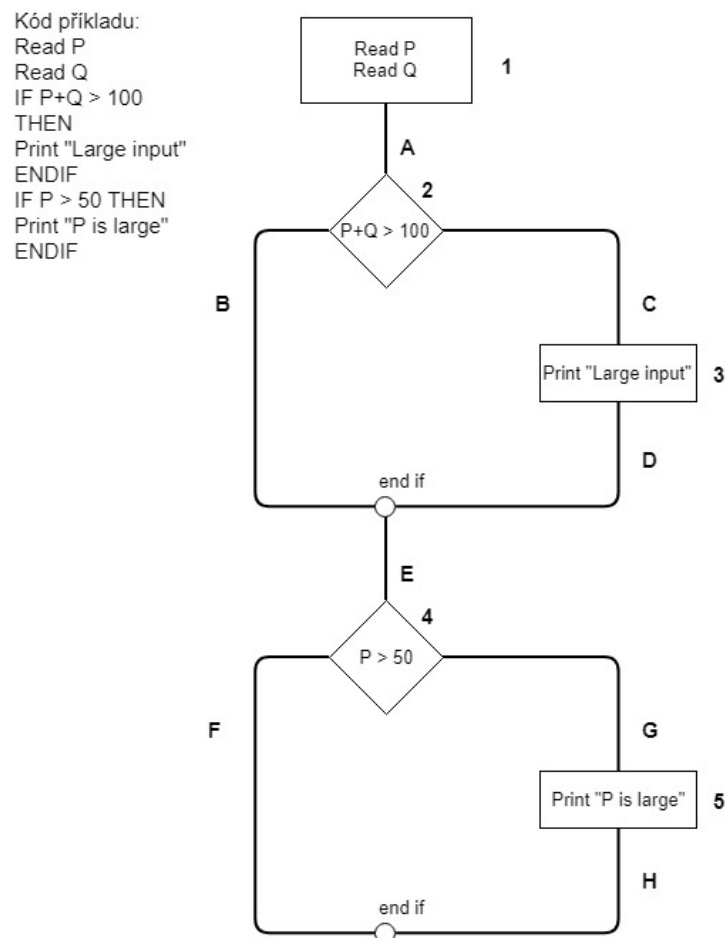 Kód příkladu:
Read P
Read Q
IF P+Q > 100
THEN
Print "Large input"
ENDIF
IF P > 50 THEN
Print "P is large"
ENDIF
Read P
Read Q
1
A
2
P+Q > 100
B
C
Print "Large input"
3
D
end if
E
4
P > 50
F
G
Print "P is large"
5
H
end if